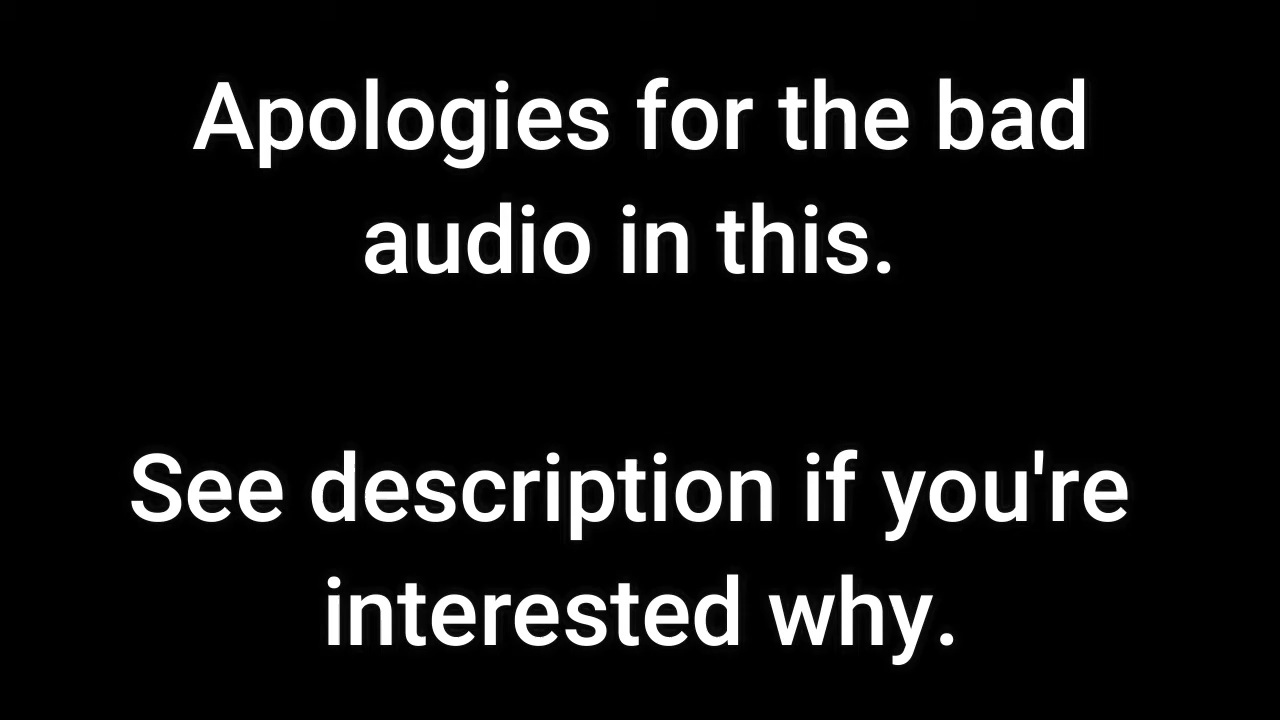 Apologies for the bad
audio in this.
See description if you're
interested why.